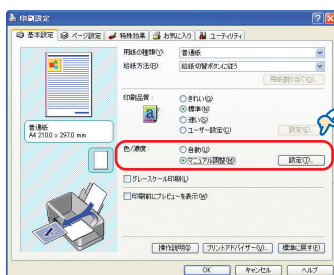 印刷設定
基本設定 ページ設定 特殊効果 お気に入り ユーティリティ
用紙の種類(Y): 普通紙
給紙方法(B): 給紙切替ボタンに従う
用紙割り当て(G)...
印刷品質: きれい(G)
標準(N)
速い(S)
ユーザー設定(C) 設定(E)...
普通紙
A4 210.0 x 297.0 mm
色/濃度: 自動(U)
マニュアル調整(W) 設定(T)...
グレースケール印刷(L)
印刷前にプレビューを表示(W)
操作説明(I) プリントアドバイザー(V)... 標準に戻す(F)
OK キャンセル ヘルプ